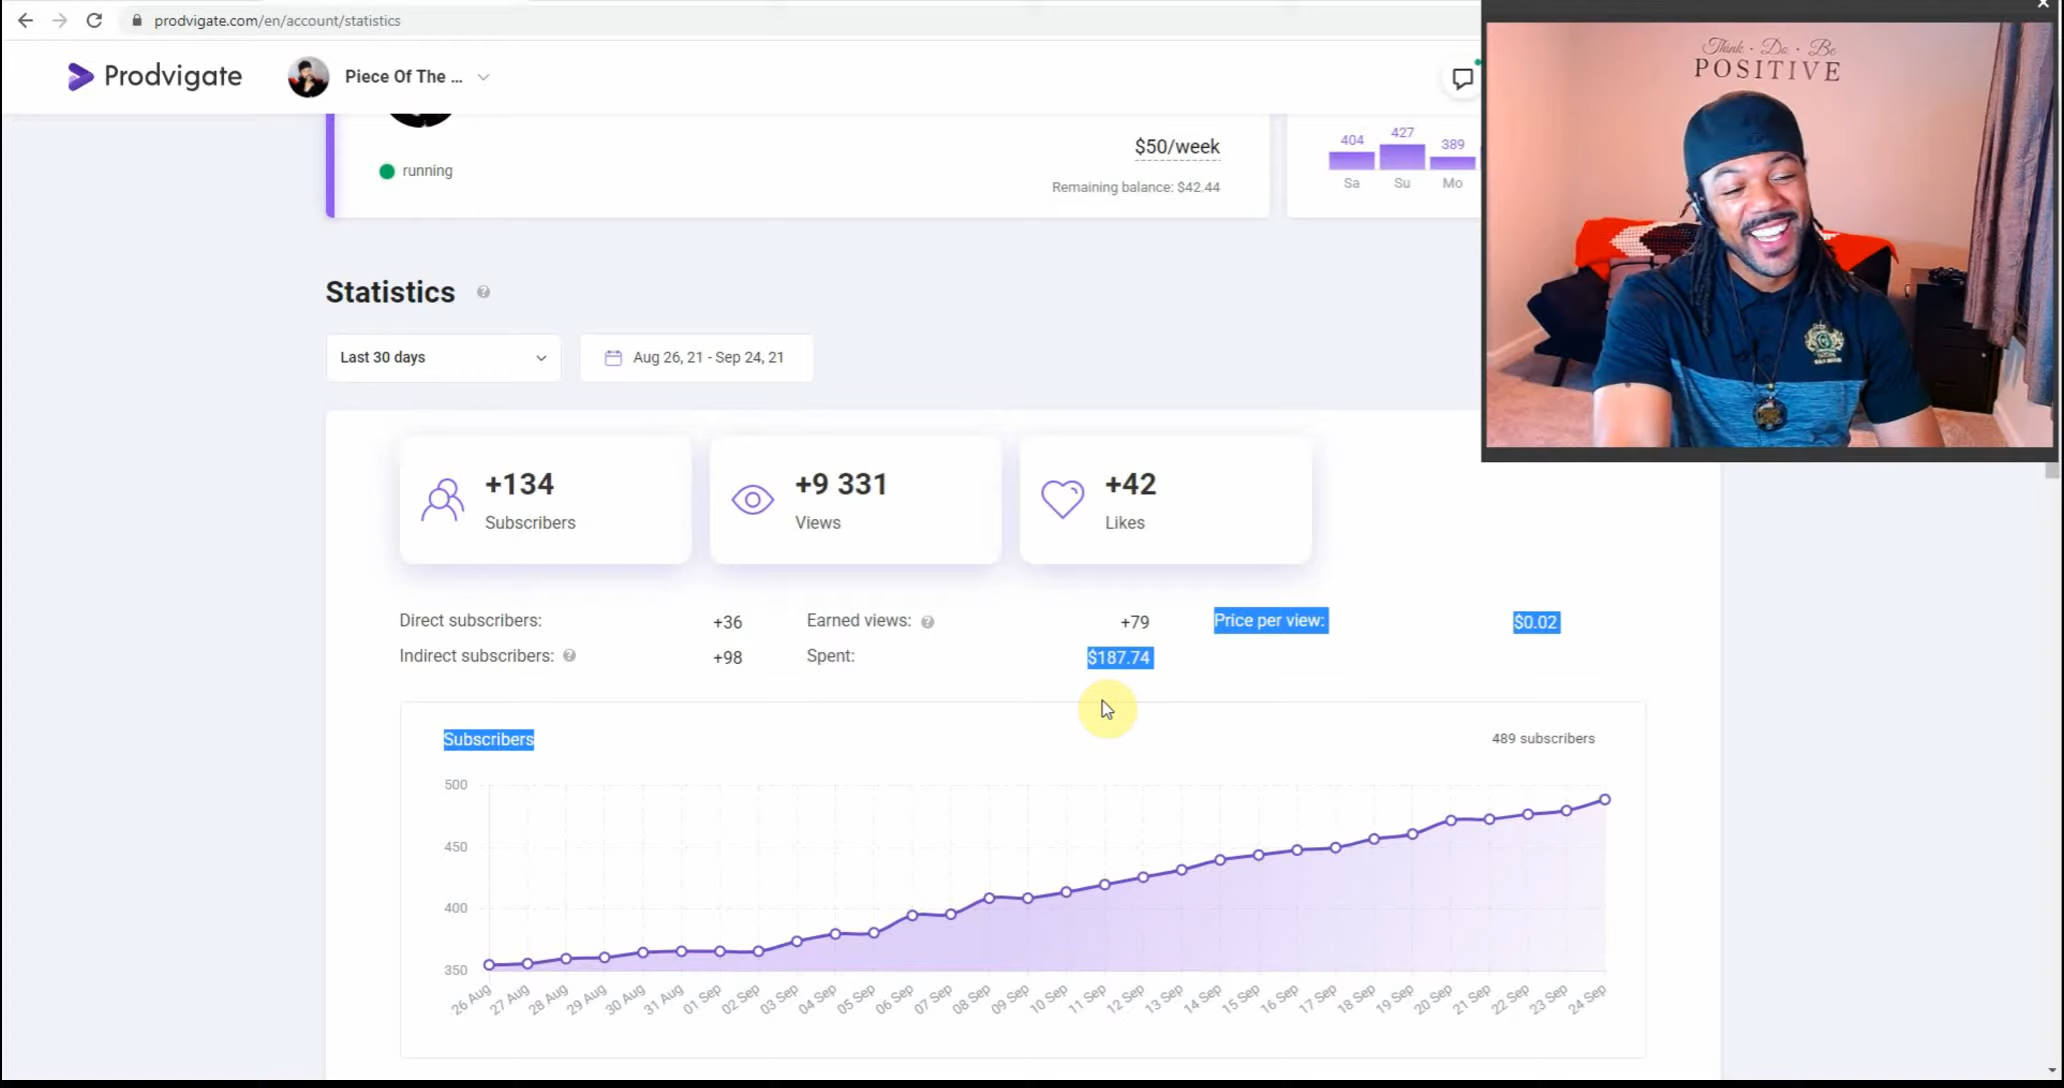 prodvigate.com/en/account/statistics
Prodvigate
Piece Of The ...
Think · Do · Be
POSITIVE
running
$50/week
Remaining balance: $42.44
404 427 389
Sa Su Mo
Statistics
Last 30 days
Aug 26, 21 - Sep 24, 21
+134
Subscribers
+9 331
Views
+42
Likes
Direct subscribers: +36
Earned views: +79
Price per view: $0.02
Indirect subscribers: +98
Spent: $187.74
Subscribers
489 subscribers
500
450
400
350
26 Aug 27 Aug 28 Aug 29 Aug 30 Aug 31 Aug 01 Sep 02 Sep 03 Sep 04 Sep 05 Sep 06 Sep 07 Sep 08 Sep 09 Sep 10 Sep 11 Sep 12 Sep 13 Sep 14 Sep 15 Sep 16 Sep 17 Sep 18 Sep 19 Sep 20 Sep 21 Sep 22 Sep 23 Sep 24 Sep